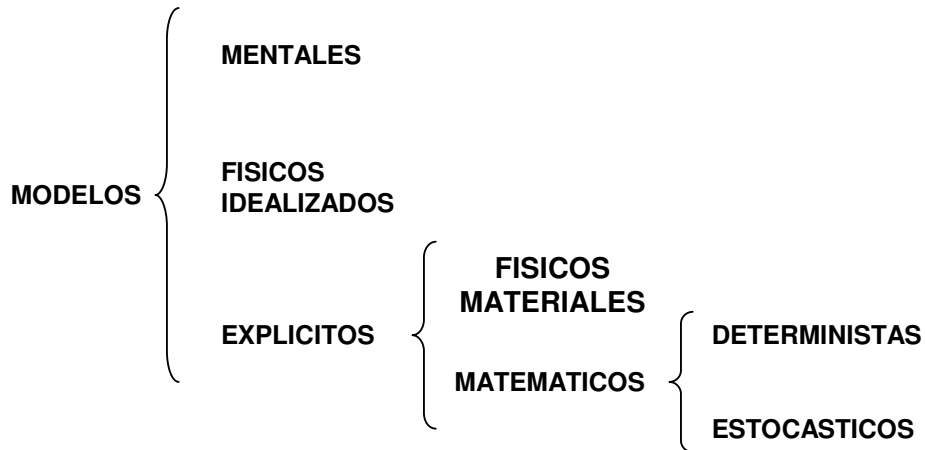 MODELOS
MENTALES
FISICOS
IDEALIZADOS
EXPLICITOS
FISICOS
MATERIALES
MATEMATICOS
DETERMINISTAS
ESTOCASTICOS